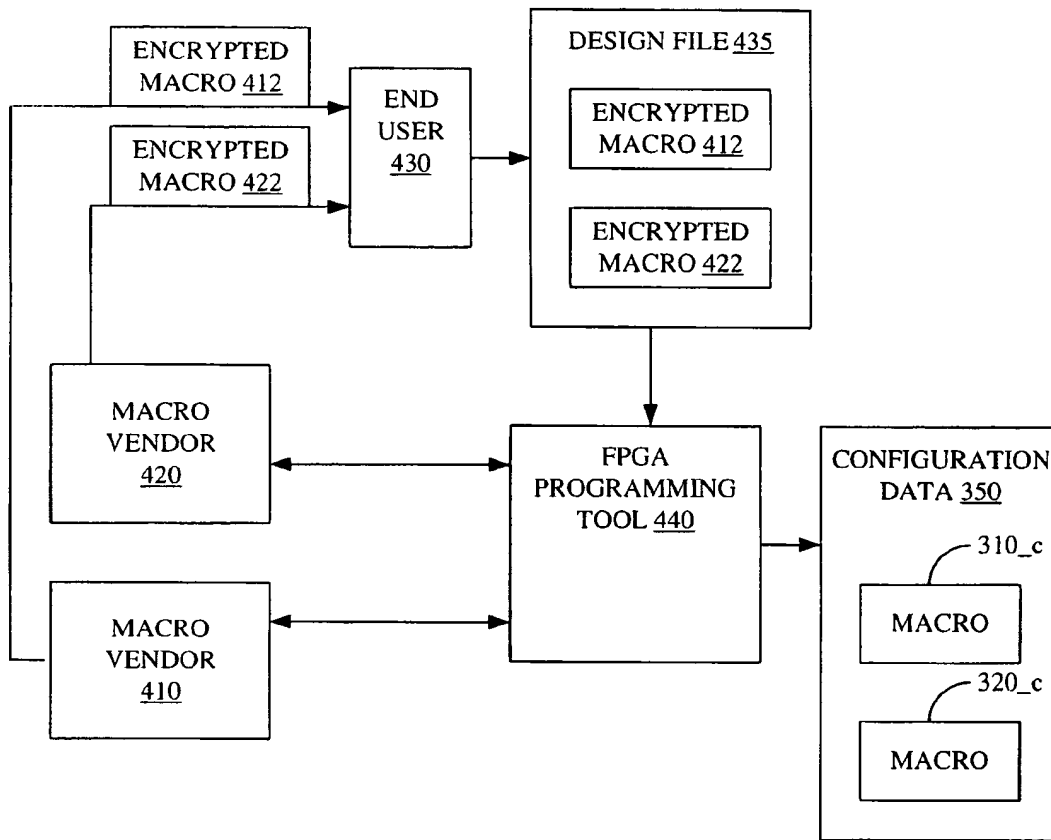 ENCRYPTED
MACRO 412
ENCRYPTED
MACRO 422
END
USER
430
DESIGN FILE 435
ENCRYPTED
MACRO 412
ENCRYPTED
MACRO 422
MACRO
VENDOR
420
MACRO
VENDOR
410
FPGA
PROGRAMMING
TOOL 440
CONFIGURATION
DATA 350
310_c
MACRO
320_c
MACRO